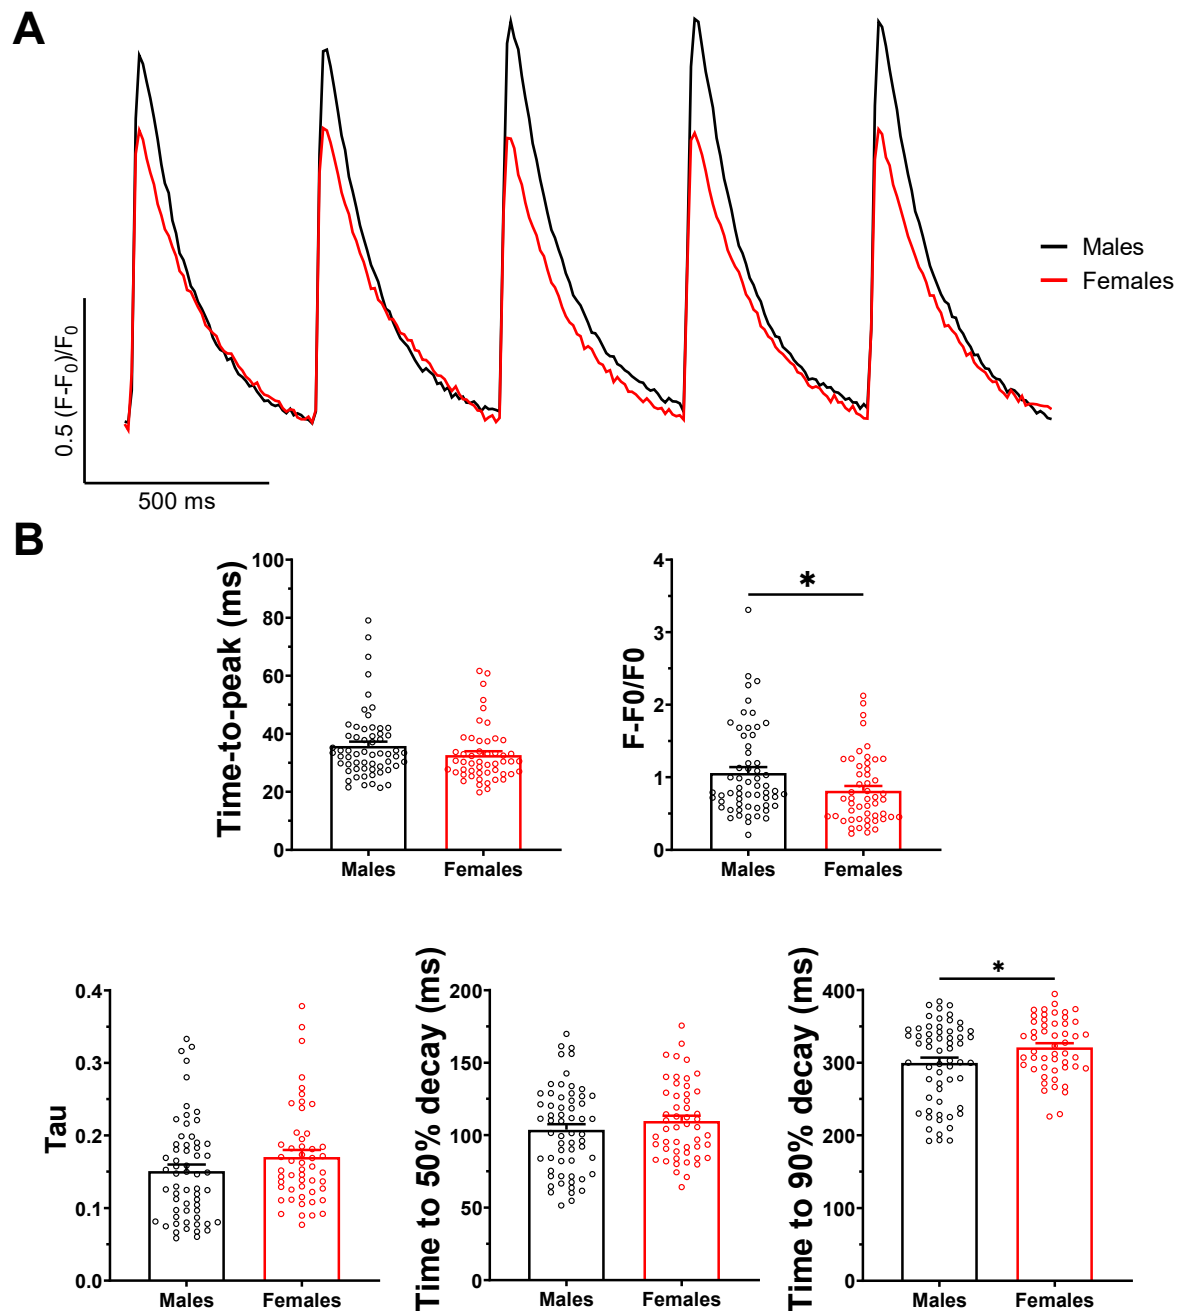 A
0.5 (F-F0)/F0
500 ms
Males
Females
B
Time-to-peak (ms)
100
80
60
40
20
0
Males
Females
F-F0/F0
4
3
2
1
0
*
Males
Females
Tau
0.4
0.3
0.2
0.1
0.0
Males
Females
Time to 50% decay (ms)
200
150
100
50
0
Males
Females
Time to 90% decay (ms)
400
300
200
100
0
*
Males
Females